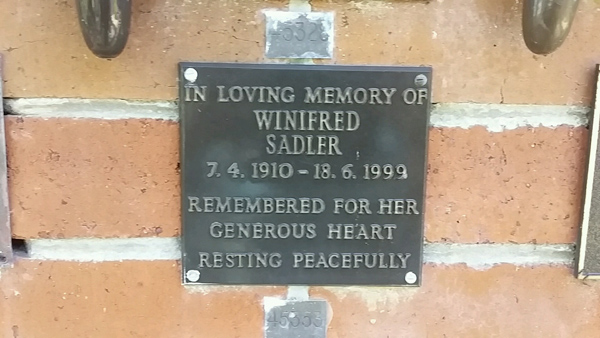 IN LOVING MEMORY OF
WINIFRED
SADLER
7. 4. 1910 - 18. 6. 1999
REMEMBERED FOR HER
GENEROUS HEART
RESTING PEACEFULLY